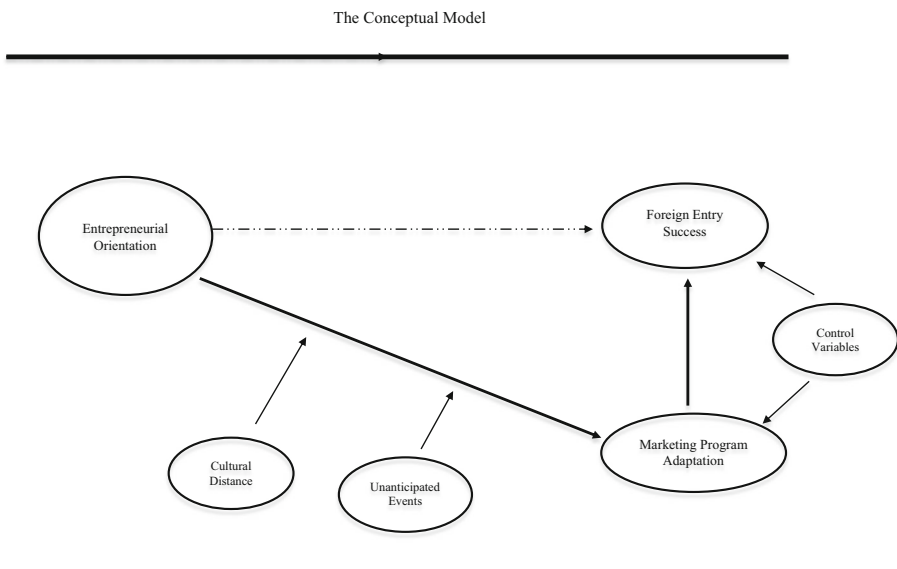 The Conceptual Model
Entrepreneurial
Orientation
Foreign Entry
Success
Control
Variables
Marketing Program
Adaptation
Cultural
Distance
Unanticipated
Events